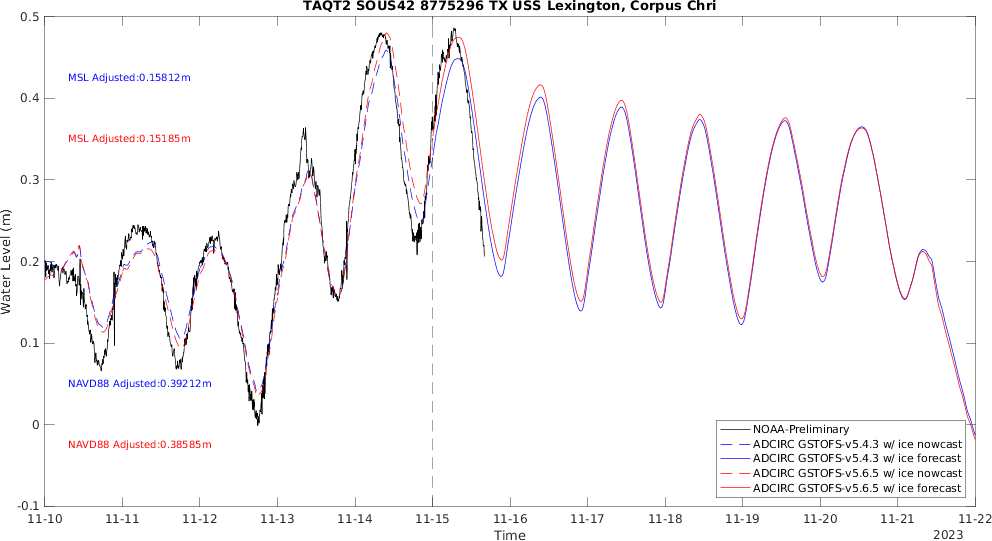 TAQT2 SOUS42 8775296 TX USS Lexington, Corpus Chri
0.5
0.4
0.3
0.2
0.1
0
-0.1
Water Level (m)
MSL Adjusted:0.15812m
MSL Adjusted:0.15185m
NAVD88 Adjusted:0.39212m
NAVD88 Adjusted:0.38585m
NOAA-Preliminary
ADCIRC GSTOFS-v5.4.3 w/ ice nowcast
ADCIRC GSTOFS-v5.4.3 w/ ice forecast
ADCIRC GSTOFS-v5.6.5 w/ ice nowcast
ADCIRC GSTOFS-v5.6.5 w/ ice forecast
11-10 11-11 11-12 11-13 11-14 11-15 11-16 11-17 11-18 11-19 11-20 11-21 11-22
Time
2023